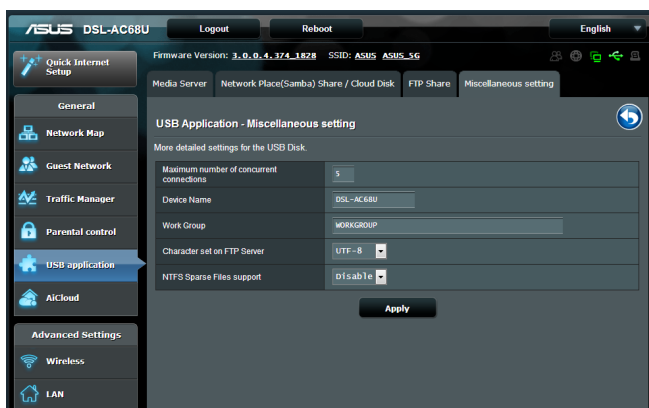 ASUS DSL-AC68U
Logout
Reboot
English
Quick Internet
Setup
Firmware Version: 3.0.0.4.374_1828 SSID: ASUS ASUS_5G
Media Server
Network Place(Samba) Share / Cloud Disk
FTP Share
Miscellaneous setting
General
Network Map
Guest Network
Traffic Manager
Parental control
USB application
AiCloud
Advanced Settings
Wireless
LAN
USB Application - Miscellaneous setting
More detailed settings for the USB Disk.
Maximum number of concurrent
connections
5
Device Name
DSL-AC68U
Work Group
WORKGROUP
Character set on FTP Server
UTF-8
NTFS Sparse Files support
Disable
Apply